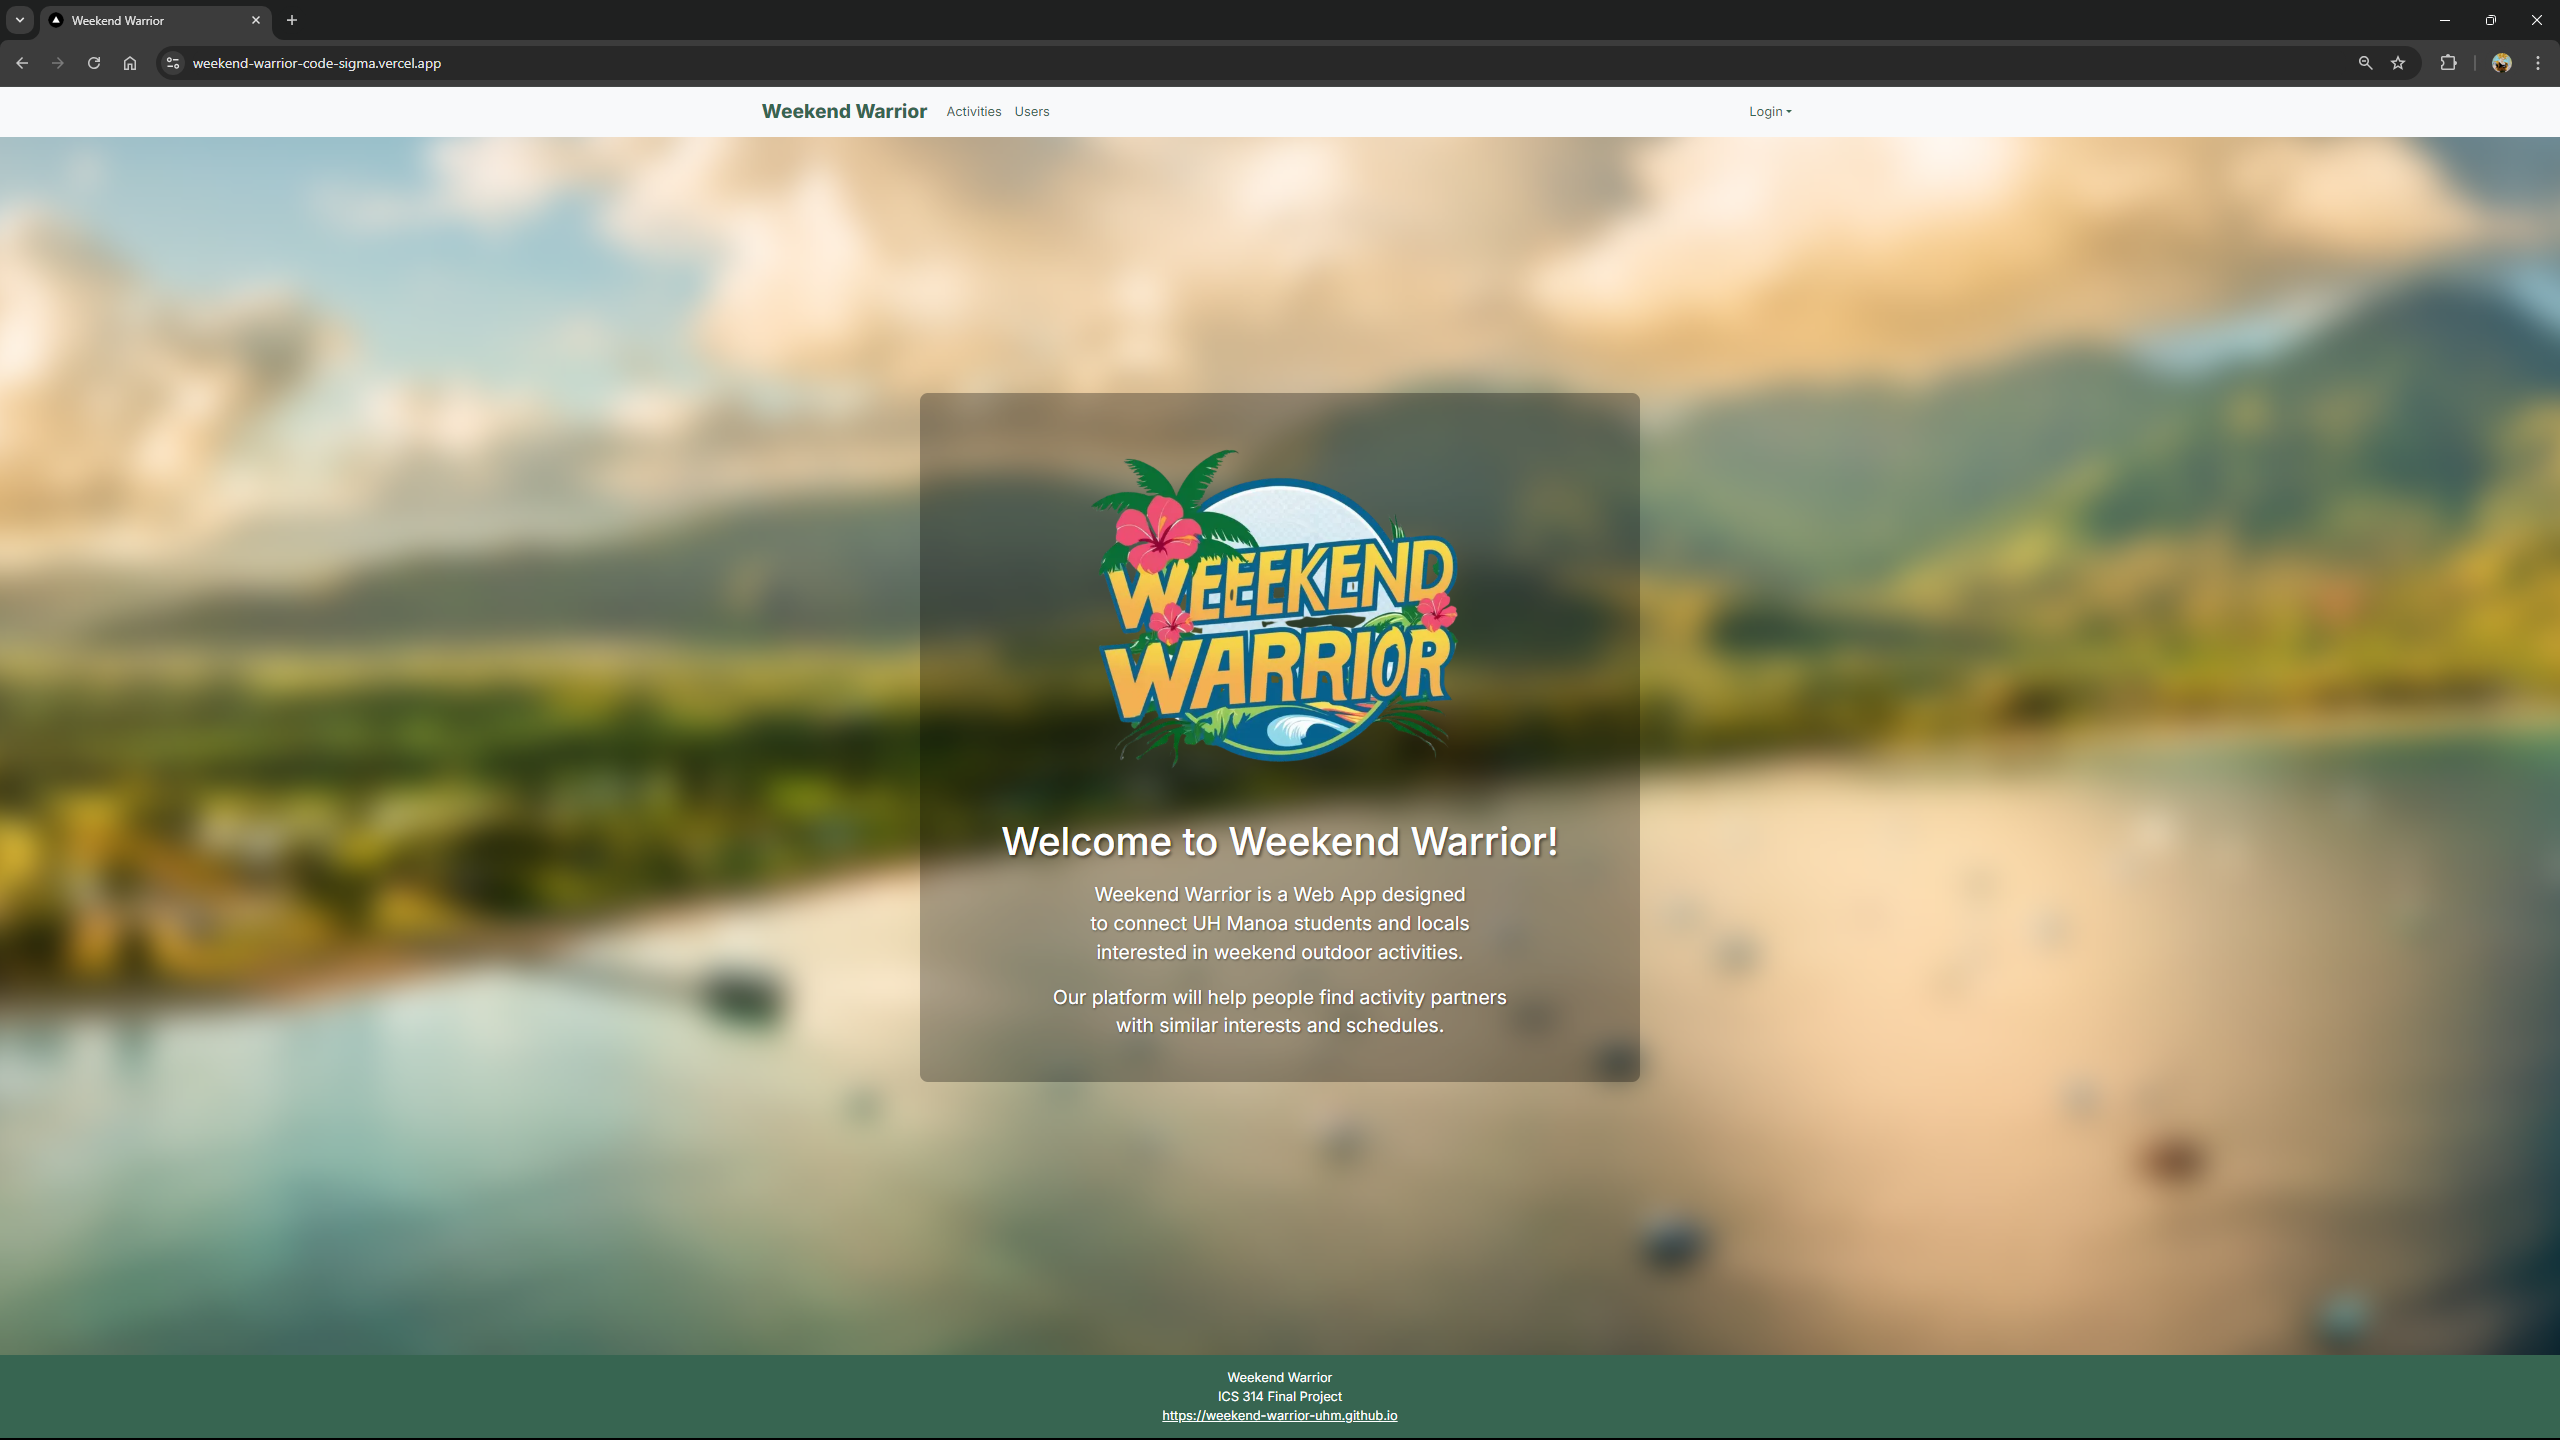 Weekend Warrior
weekend-warrior-code-sigma.vercel.app
Weekend Warrior Activities Users Login
WEEEKEND
WARRIOR
Welcome to Weekend Warrior!
Weekend Warrior is a Web App designed
to connect UH Manoa students and locals
interested in weekend outdoor activities.
Our platform will help people find activity partners
with similar interests and schedules.
Weekend Warrior
ICS 314 Final Project
https://weekend-warrior-uhm.github.io